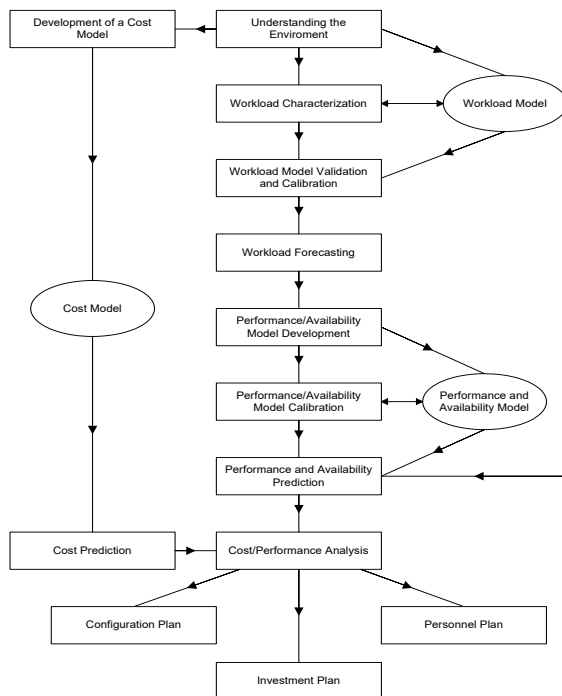 Development of a Cost
Model
Understanding the
Enviroment
Workload Characterization
Workload Model
Workload Model Validation
and Calibration
Workload Forecasting
Cost Model
Performance/Availability
Model Development
Performance/Availability
Model Calibration
Performance and
Availability Model
Performance and Availability
Prediction
Cost Prediction
Cost/Performance Analysis
Configuration Plan
Personnel Plan
Investment Plan